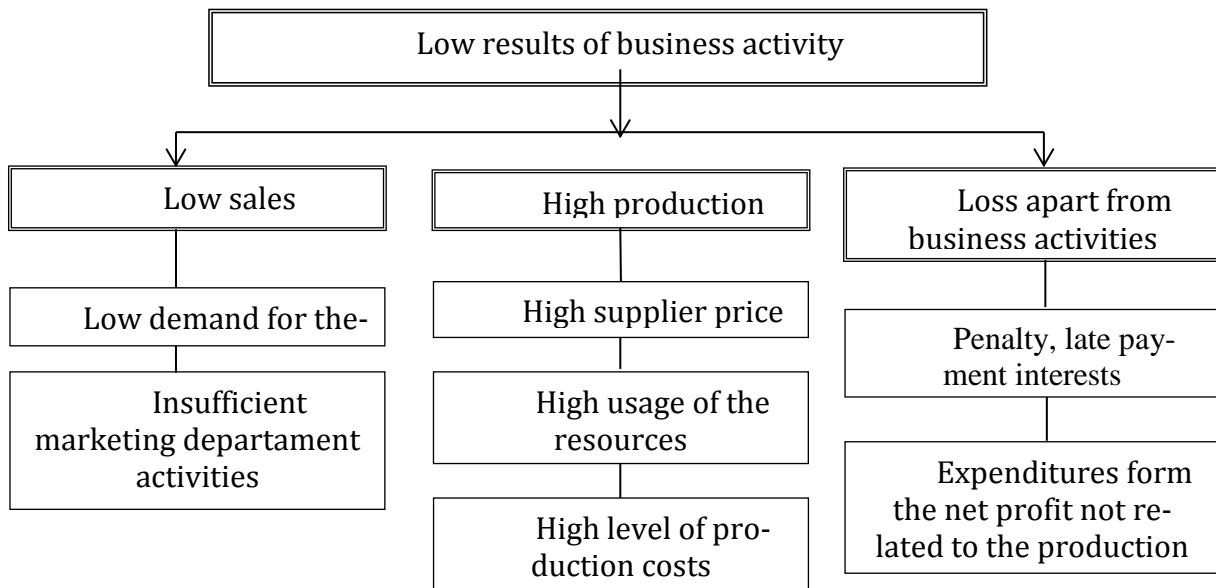 Low results of business activity
Low sales
High production
Loss apart from
business activities
Low demand for the-
High supplier price
Penalty, late pay-
ment interests
Insufficient
marketing departament
activities
High usage of the
resources
Expenditures form
the net profit not re-
lated to the production
High level of pro-
duction costs